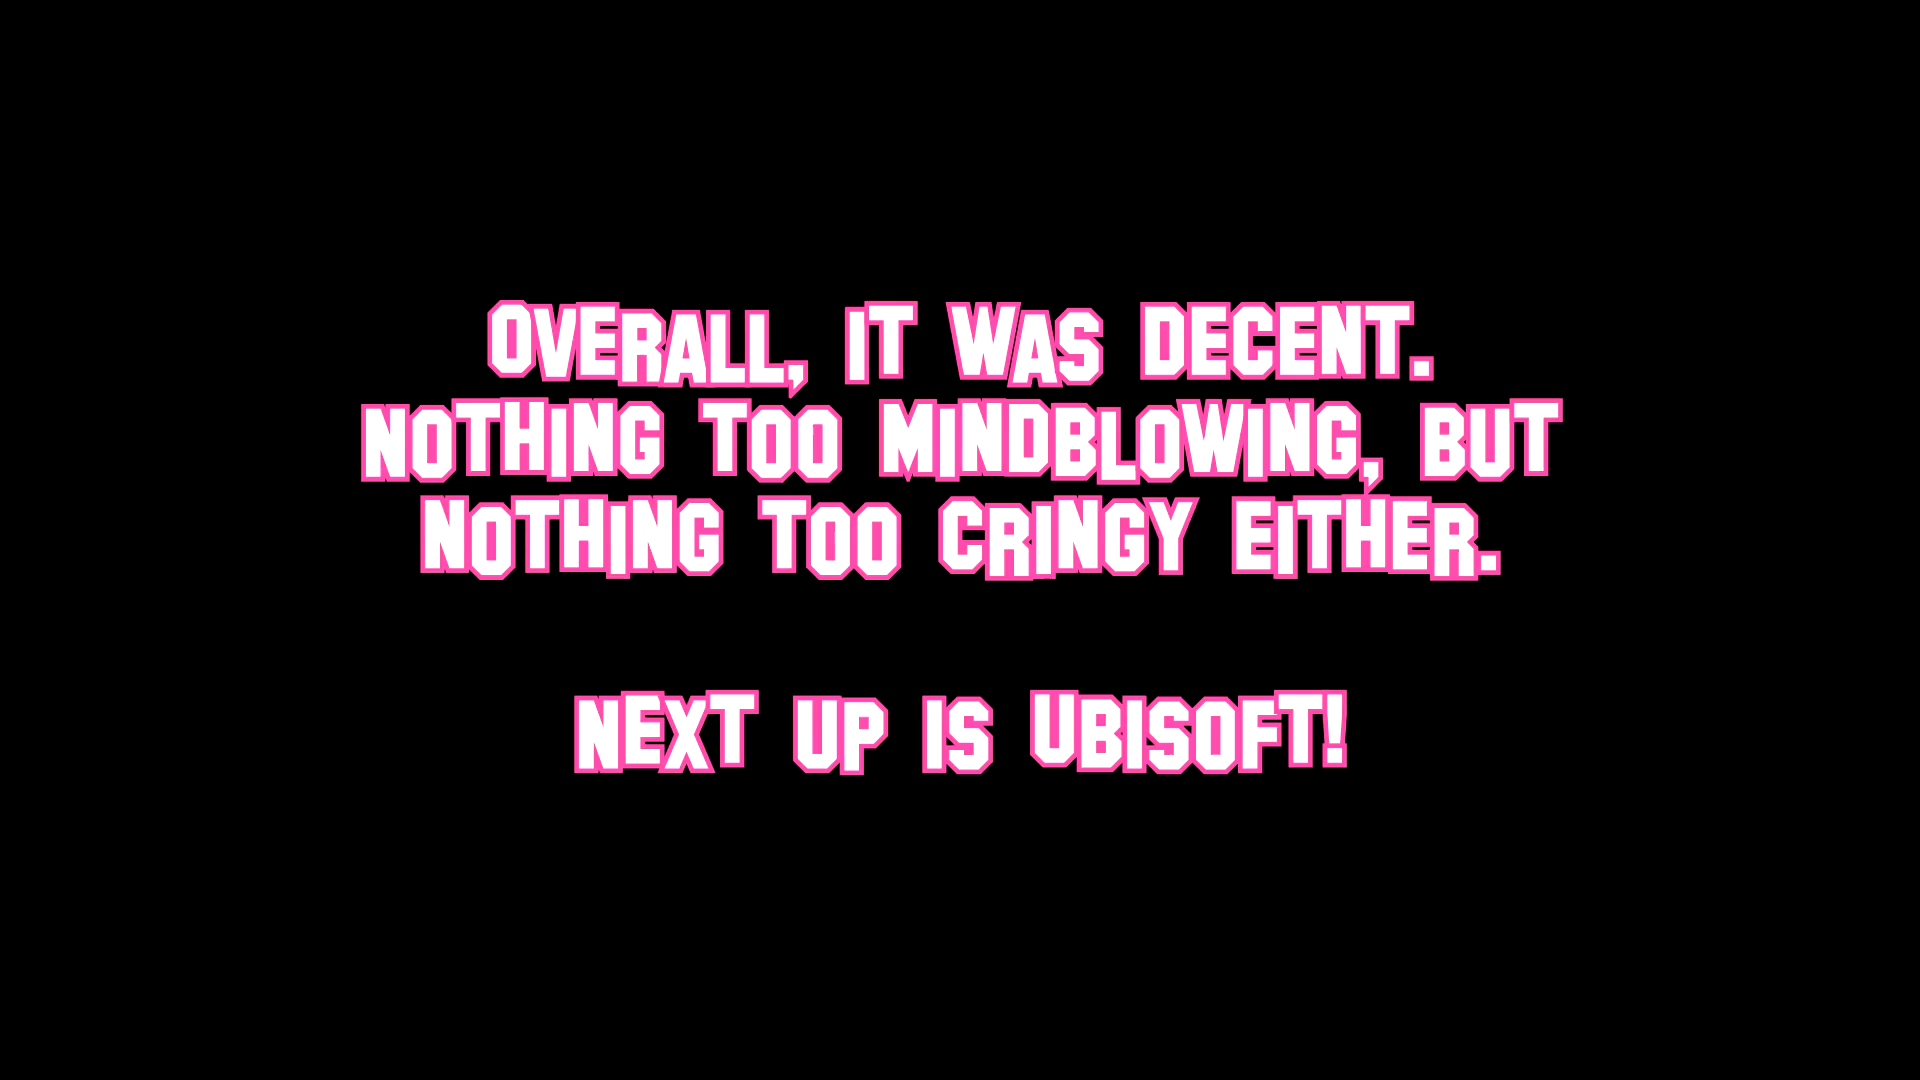 OVERALL, IT WAS DECENT.
NOTHING TOO MINDBLOWING, BUT
NOTHING TOO CRINGY EITHER.
NEXT UP IS UBISOFT!